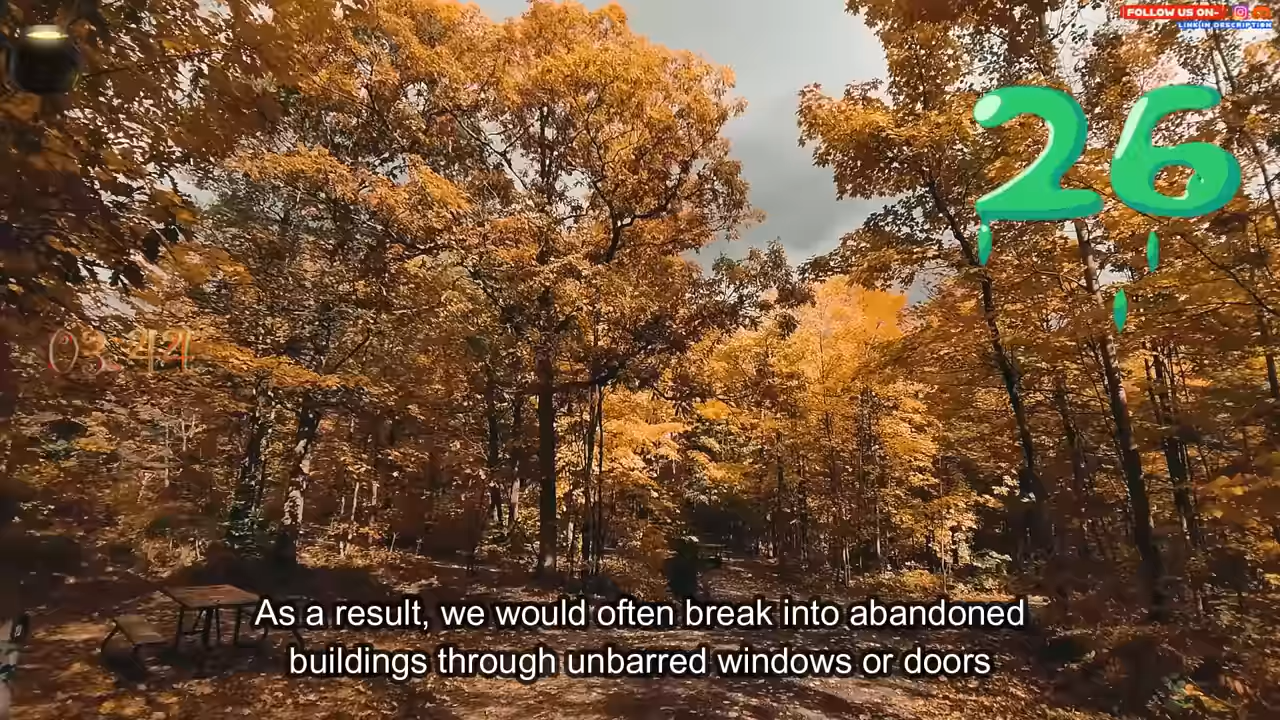 FOLLOW US ON-
LINK IN DESCRIPTION
26
03:44
As a result, we would often break into abandoned
buildings through unbarred windows or doors